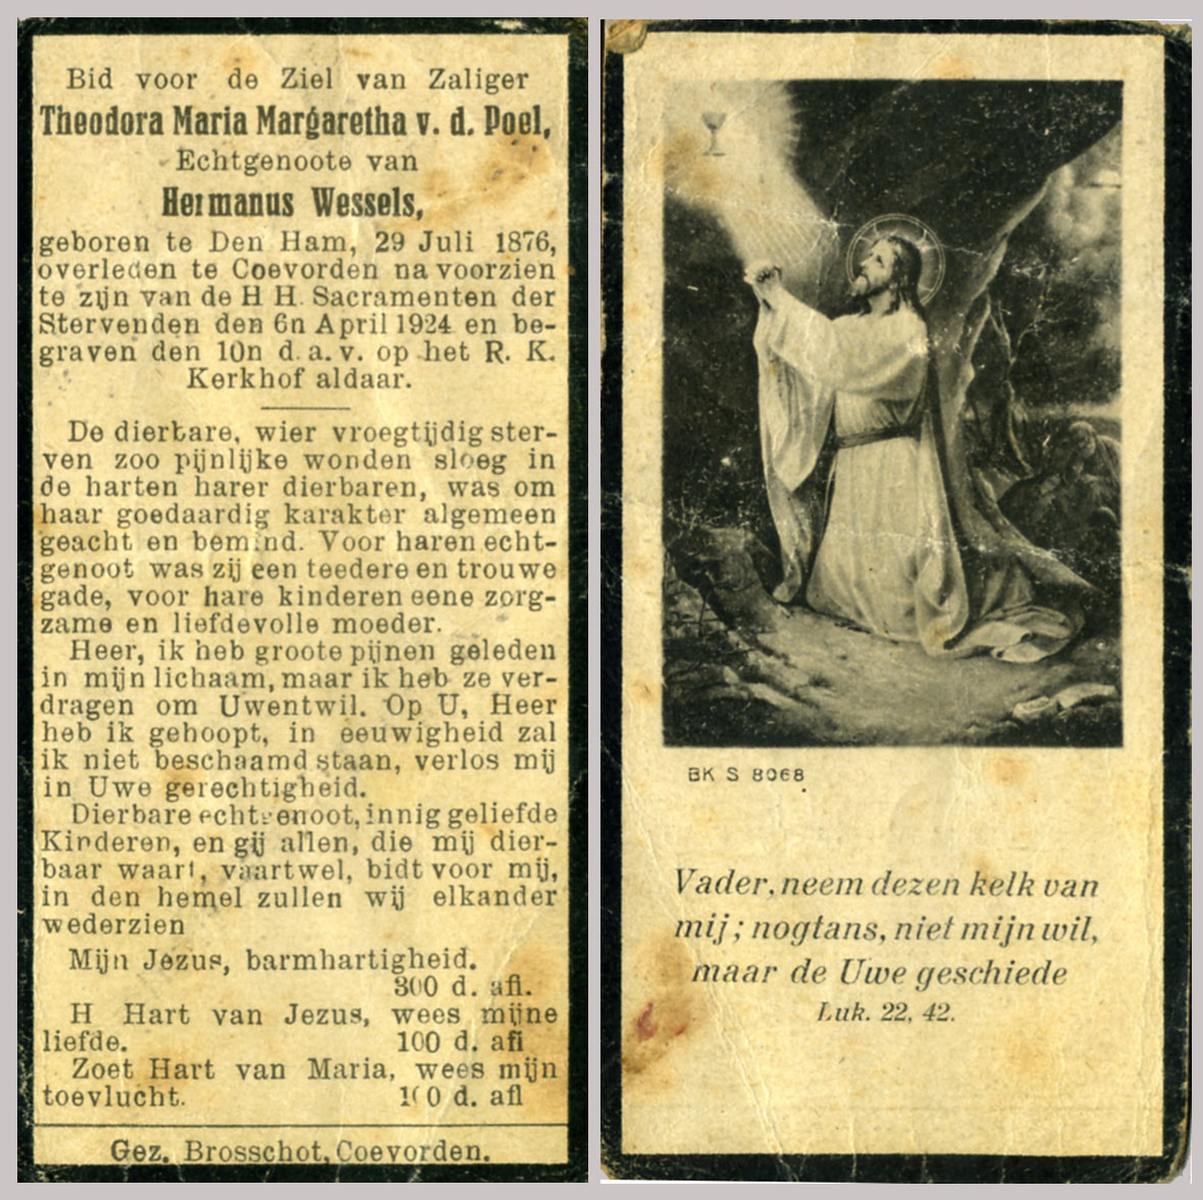 Bid voor de Ziel van Zaliger
Theodora Maria Margaretha v. d. Poel,
Echtgenoote van
Hermanus Wessels,
geboren te Den Ham, 29 Juli 1876,
overleden te Coevorden na voorzien
te zijn van de H H. Sacramenten der
Stervenden den 6n April 1924 en be-
graven den 10n d. a. v. op het R. K.
Kerkhof aldaar.
De dierbare, wier vroegtijdig ster-
ven zoo pijnlijke wonden sloeg in
de harten harer dierbaren, was om
haar goedaardig karakter algemeen
geacht en bemind. Voor haren echt-
genoot was zij een teedere en trouwe
gade, voor hare kinderen eene zorg-
zame en liefdevolle moeder.
Heer, ik heb groote pijnen geleden
in mijn lichaam, maar ik heb ze ver-
dragen om Uwentwil. Op U, Heer
heb ik gehoopt, in eeuwigheid zal
ik niet beschaamd staan, verlos mij
in Uwe gerechtigheid.
Dierbare echtgenoot, innig geliefde
Kinderen, en gij allen, die mij dier-
baar waart, vaartwel, bidt voor mij,
in den hemel zullen wij elkander
wederzien
Mijn Jezus, barmhartigheid.
300 d. afl.
H Hart van Jezus, wees mijne
liefde. 100 d. afl
Zoet Hart van Maria, wees mijn
toevlucht. 100 d. afl
Gez. Brosschot, Coevorden.
BK S 8068
Vader, neem dezen kelk van
mij; nogtans, niet mijn wil,
maar de Uwe geschiede
Luk. 22, 42.